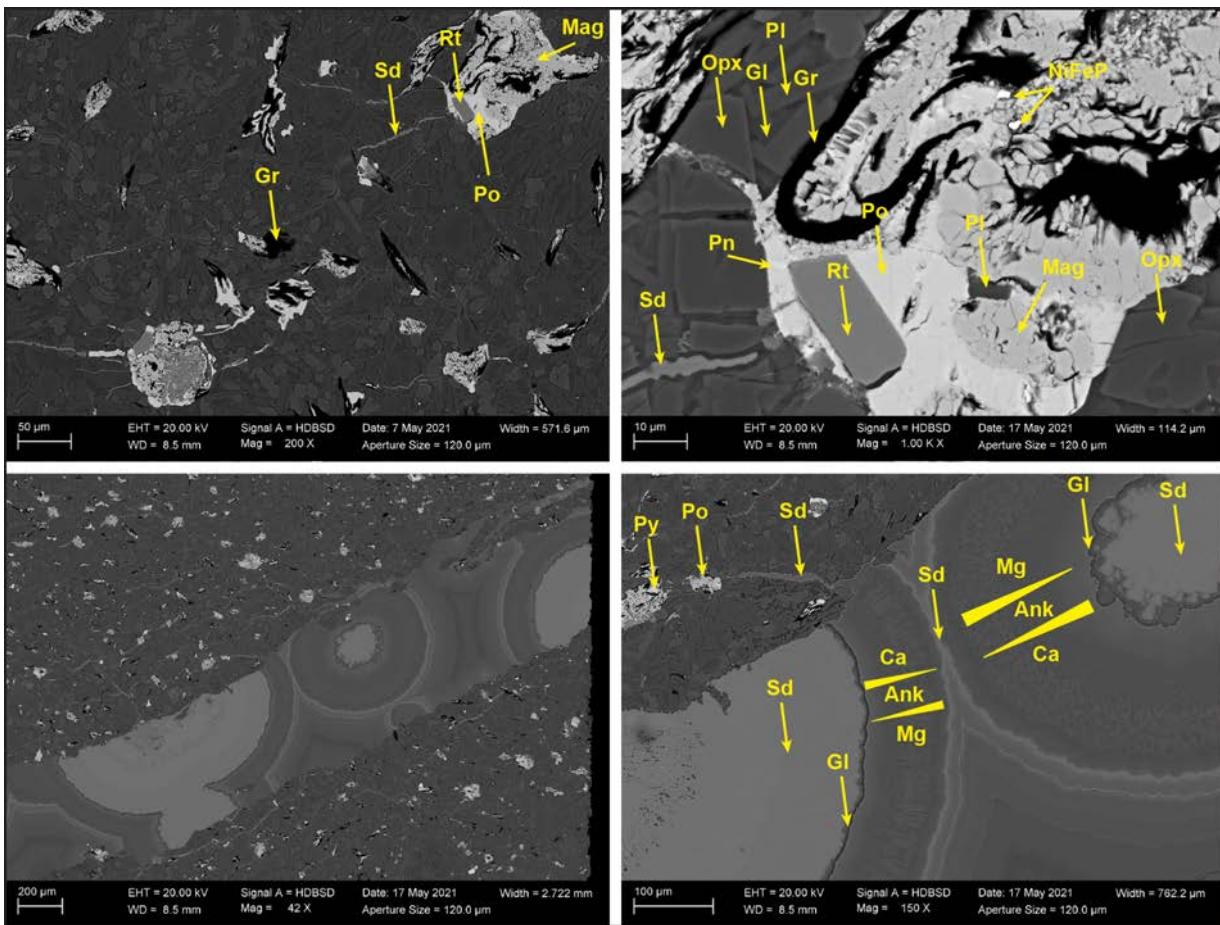 Mag
Rt
Sd
Po
Gr
50 µm
EHT = 20.00 kV Signal A = HDBSD Date: 7 May 2021 Width = 571.6 µm
WD = 8.5 mm Mag = 200 X Aperture Size = 120.0 µm
Pl
Opx Gl Gr
NiFeP
Po
Pn
Pl
Rt
Mag
Opx
Sd
10 µm
EHT = 20.00 kV Signal A = HDBSD Date: 17 May 2021 Width = 114.2 µm
WD = 8.5 mm Mag = 1.00 K X Aperture Size = 120.0 µm
200 µm
EHT = 20.00 kV Signal A = HDBSD Date: 17 May 2021 Width = 2.722 mm
WD = 8.5 mm Mag = 42 X Aperture Size = 120.0 µm
Gl Sd
Py Po Sd
Mg
Sd
Ank
Ca
Ca
Sd
Ank
Mg
Gl
100 µm
EHT = 20.00 kV Signal A = HDBSD Date: 17 May 2021 Width = 762.2 µm
WD = 8.5 mm Mag = 150 X Aperture Size = 120.0 µm